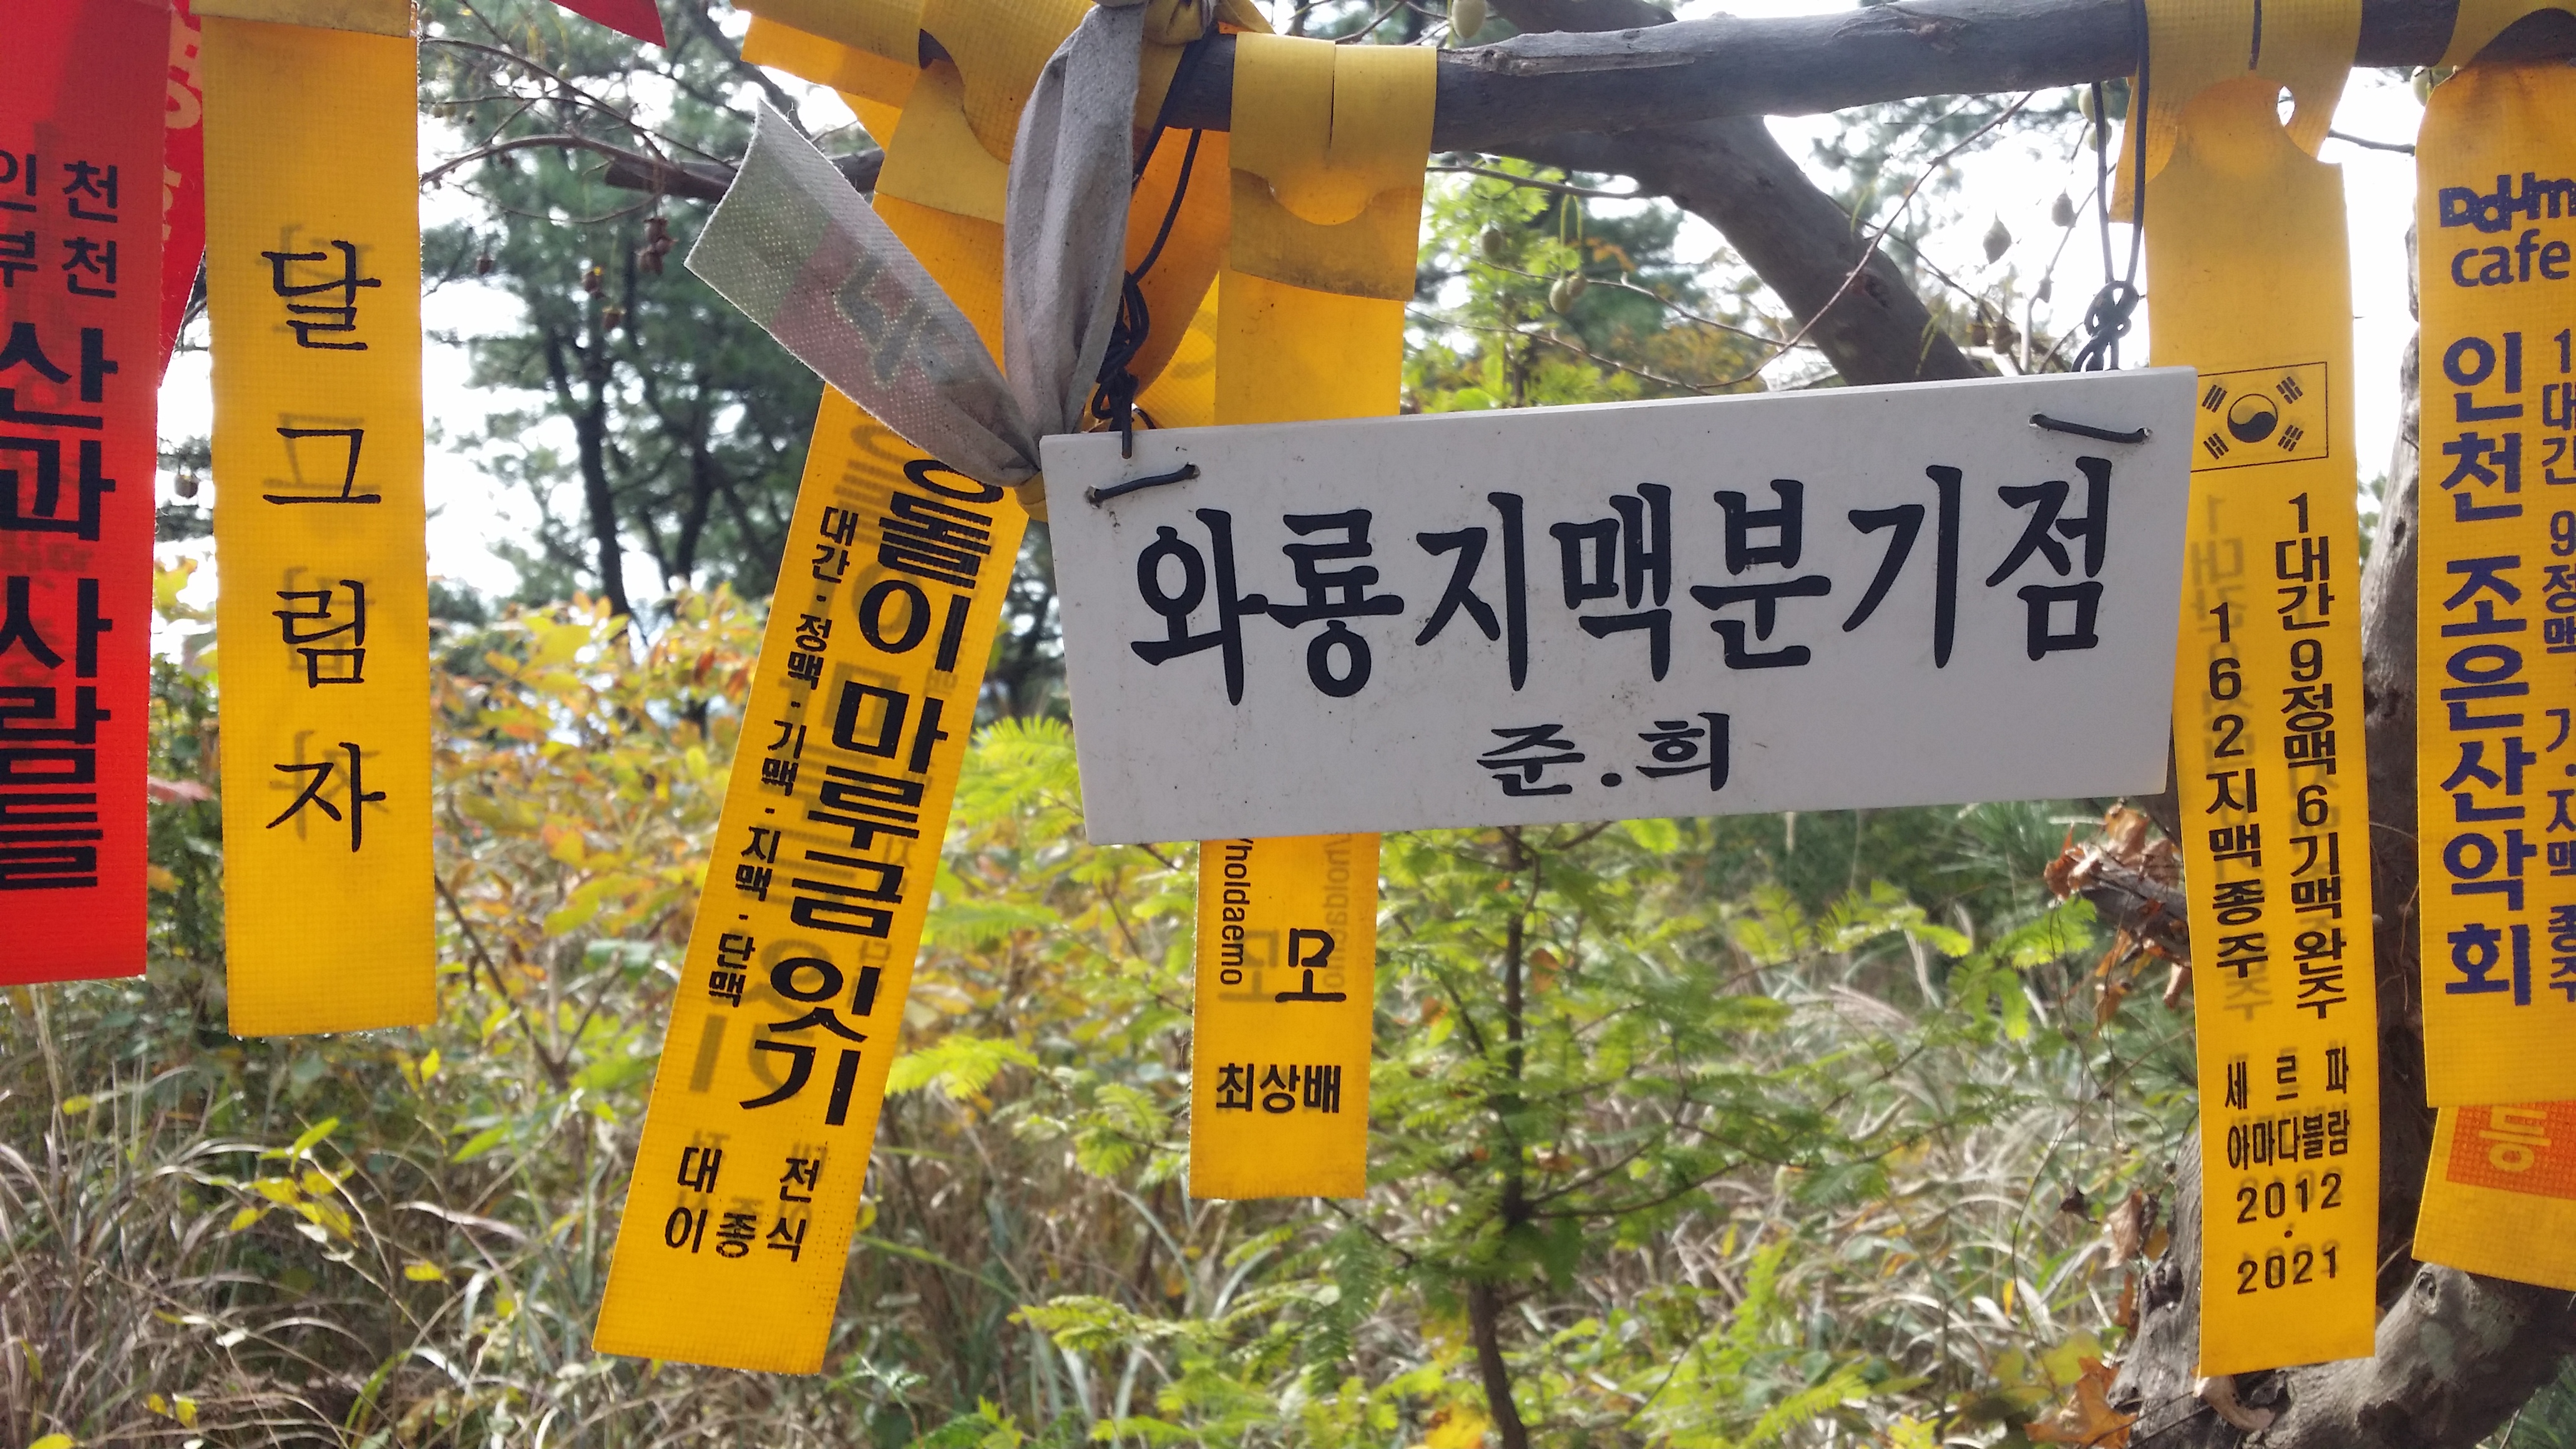 천
천
산과 사람들
달그림자
돌이 마루금 잇기
대간·정맥·기맥·지맥·단맥
대전
이종식
와룡지맥분기점
준.희
/holdaemo
모
최상배
1대간9정맥6기맥완주
162지맥종주
세르파
아마다블람
2012
·
2021
Daum
cafe
인천 조은산악회
등